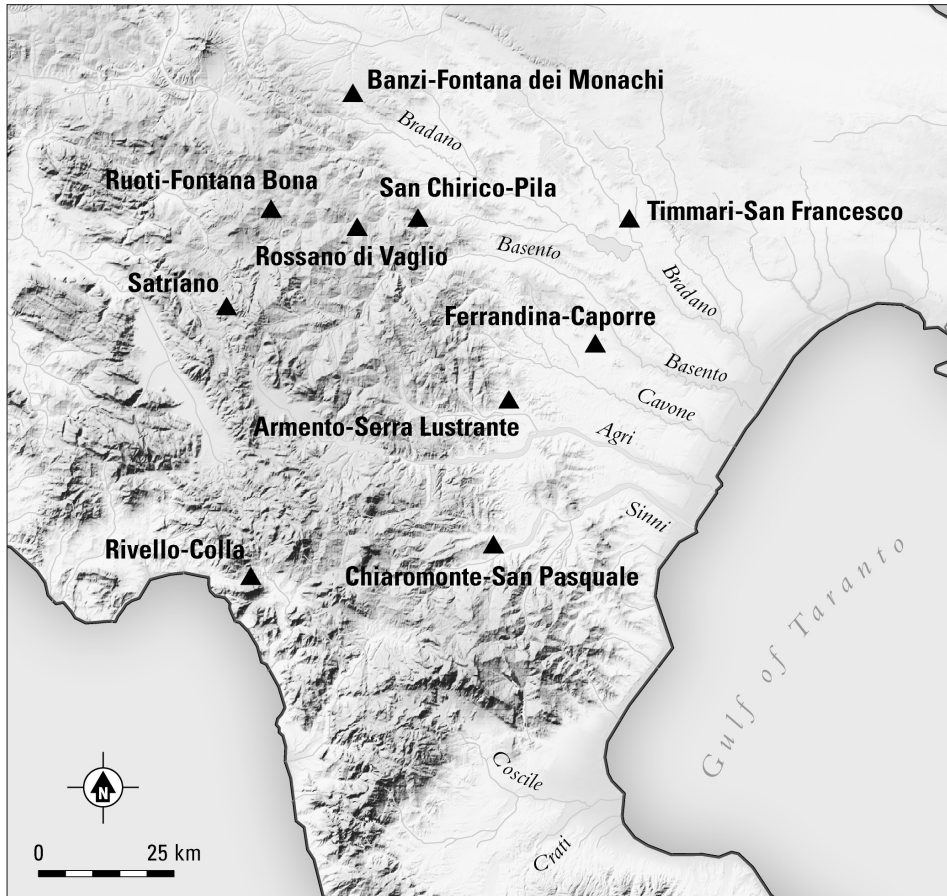 Banzi-Fontana dei Monachi
Bradano
Ruoti-Fontana Bona
San Chirico-Pila
Timmari-San Francesco
Rossano di Vaglio
Basento
Satriano
Bradano
Ferrandina-Caporre
Basento
Cavone
Armento-Serra Lustrante
Agri
Sinni
Rivello-Colla
Chiaromonte-San Pasquale
Gulf of Taranto
Coscile
N
0 25 km
Crati